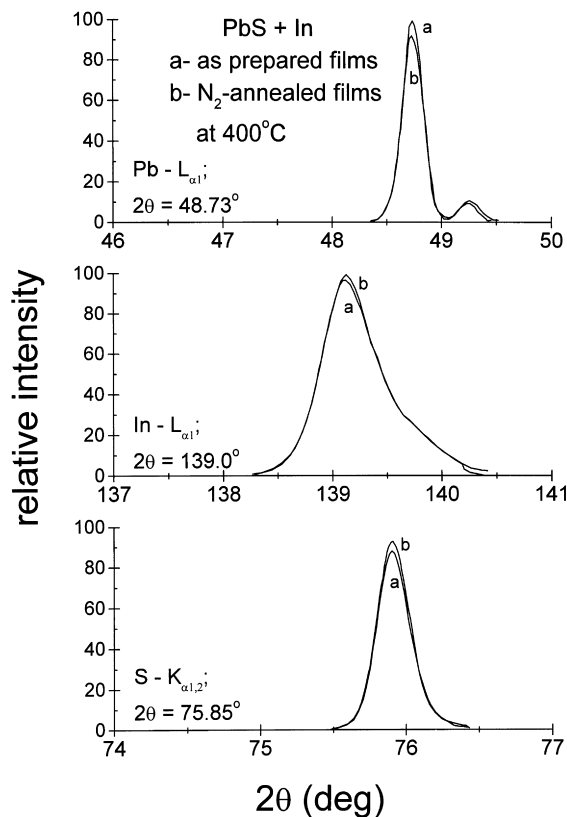 PbS + In
a- as prepared films
b- N₂-annealed films
at 400°C
a
b
Pb - Lα1;
2θ = 48.73°
100
80
60
40
20
0
46 47 48 49 50
b
a
In - Lα1;
2θ = 139.0°
100
80
60
40
20
0
137 138 139 140 141
b
a
S - Kα1,2;
2θ = 75.85°
100
80
60
40
20
0
74 75 76 77
relative intensity
2θ (deg)